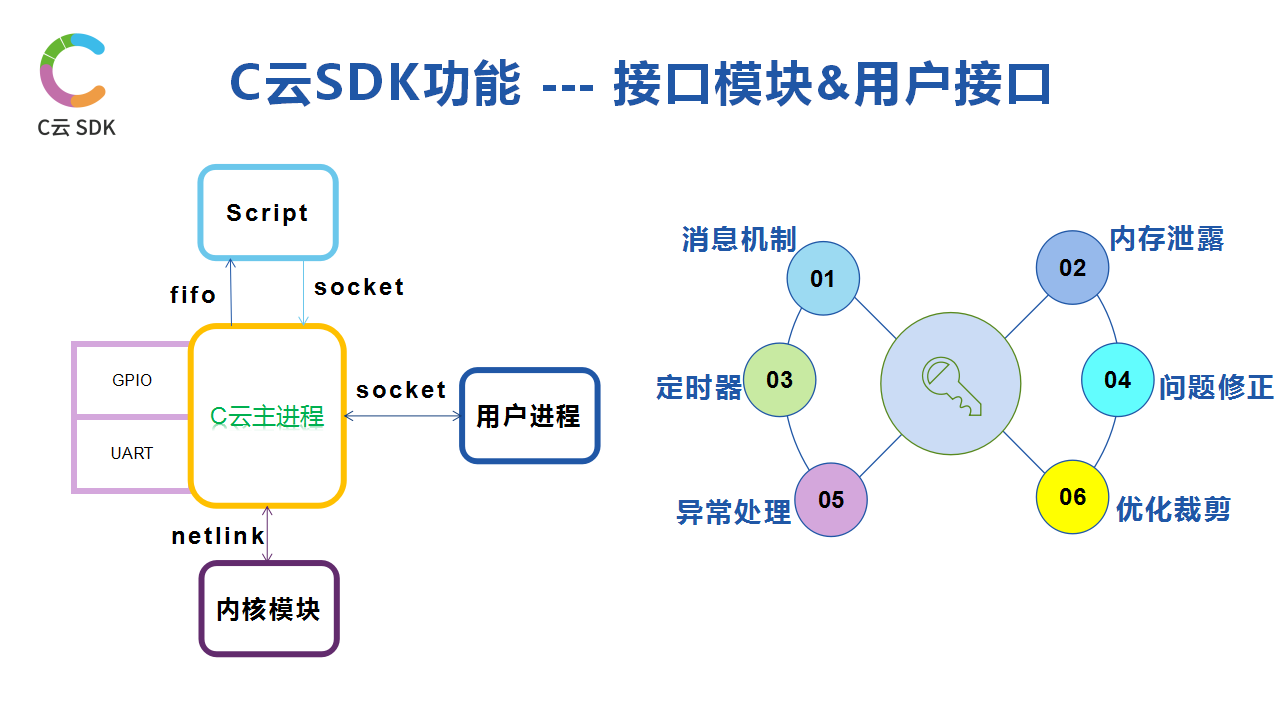 C云 SDK
C云SDK功能 --- 接口模块&用户接口
Script
fifo
socket
GPIO
UART
C云主进程
socket
用户进程
netlink
内核模块
消息机制
01
02
内存泄露
定时器
03
04
问题修正
异常处理
05
06
优化裁剪